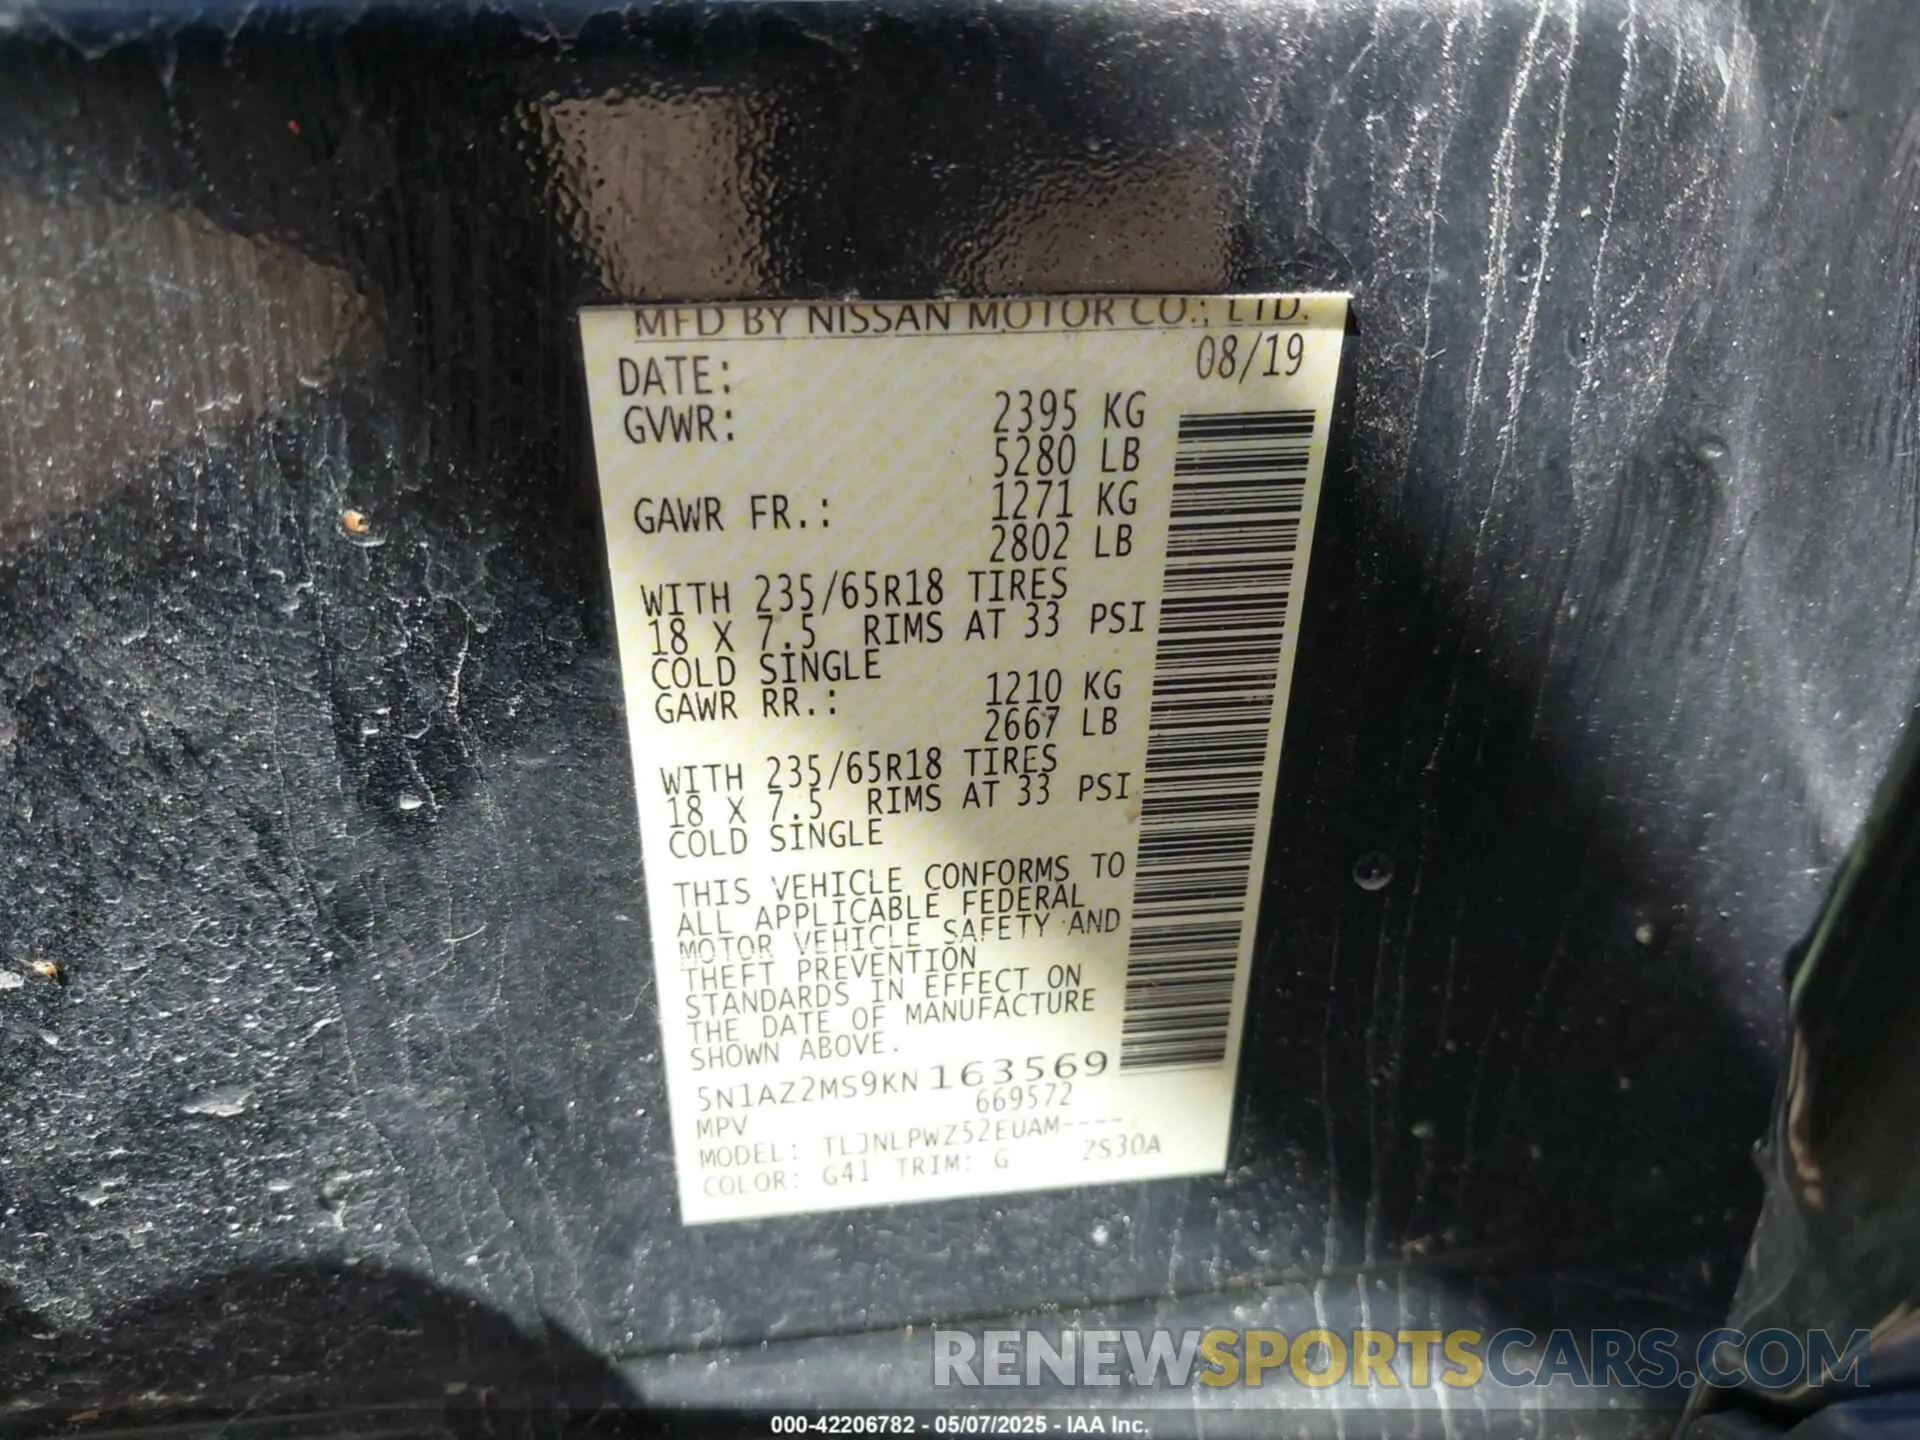 MFD BY NISSAN MOTOR CO., LTD.
DATE: 08/19
GVWR: 2395 KG
5280 LB
GAWR FR.: 1271 KG
2802 LB
WITH 235/65R18 TIRES
18 X 7.5 RIMS AT 33 PSI
COLD SINGLE
GAWR RR.: 1210 KG
2667 LB
WITH 235/65R18 TIRES
18 X 7.5 RIMS AT 33 PSI
COLD SINGLE
THIS VEHICLE CONFORMS TO
ALL APPLICABLE FEDERAL
MOTOR VEHICLE SAFETY AND
THEFT PREVENTION
STANDARDS IN EFFECT ON
THE DATE OF MANUFACTURE
SHOWN ABOVE.
5N1AZ2MS9KN163569
669572
MPV
MODEL: TLJNLPWZ52EUAM----
COLOR: G41 TRIM: G ZS30A
RENEWSPORTSCARS.COM
000-42206782 - 05/07/2025 - IAA Inc.